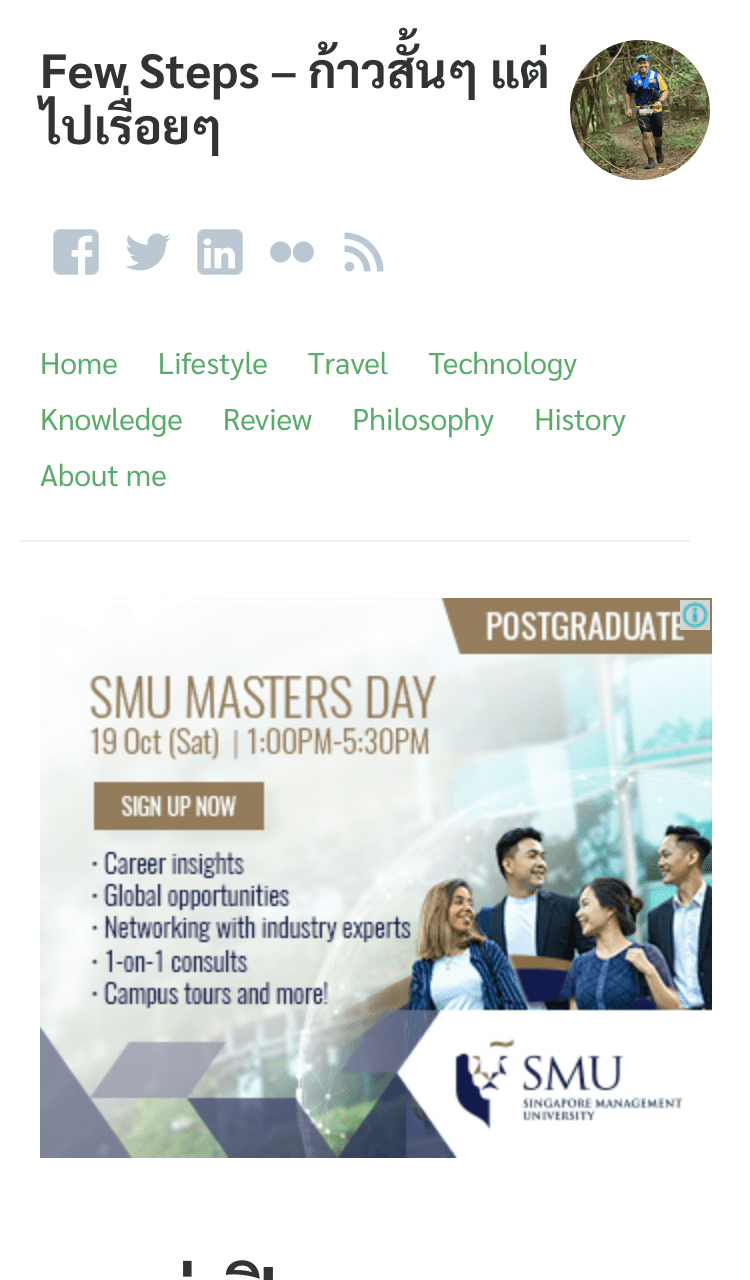 Few Steps – ก้าวสั้นๆ แต่
ไปเรื่อยๆ
Home Lifestyle Travel Technology
Knowledge Review Philosophy History
About me
POSTGRADUATE
SMU MASTERS DAY
19 Oct (Sat) | 1:00PM-5:30PM
SIGN UP NOW
· Career insights
· Global opportunities
· Networking with industry experts
· 1-on-1 consults
· Campus tours and more!
SMU
SINGAPORE MANAGEMENT
UNIVERSITY